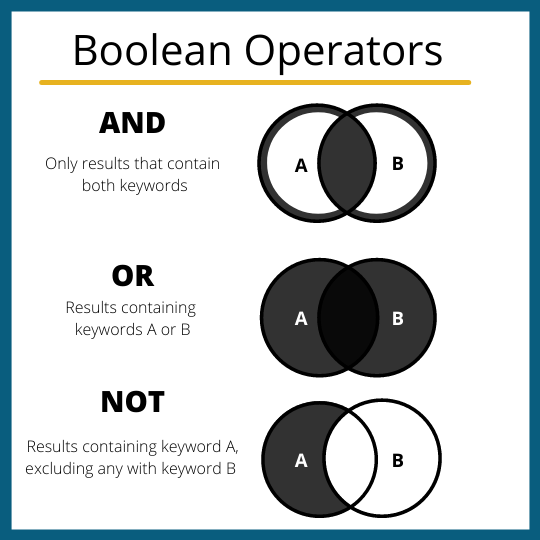 Boolean Operators
AND
Only results that contain
both keywords
A
B
OR
Results containing
keywords A or B
A
B
NOT
Results containing keyword A,
excluding any with keyword B
A
B